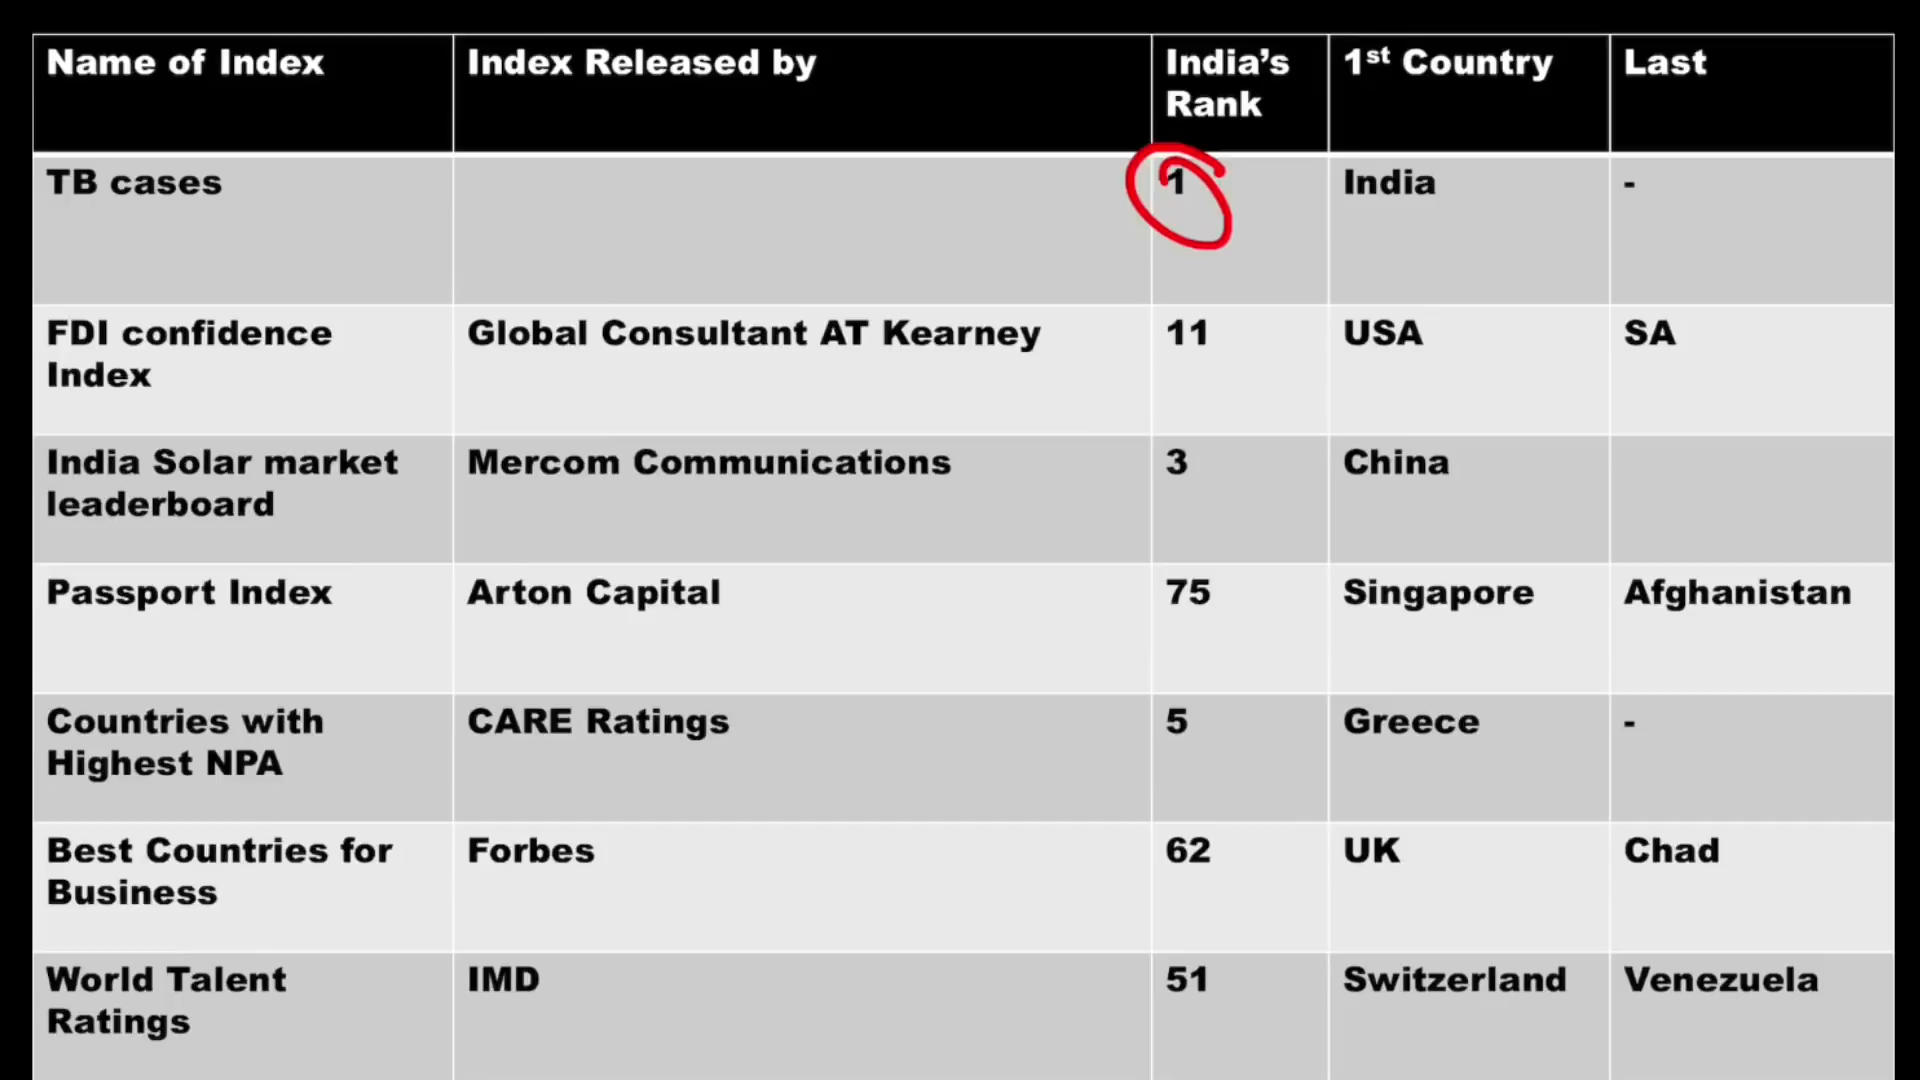 Name of Index Index Released by India’s Rank 1st Country Last
TB cases 1 India -
FDI confidence Index Global Consultant AT Kearney 11 USA SA
India Solar market leaderboard Mercom Communications 3 China
Passport Index Arton Capital 75 Singapore Afghanistan
Countries with Highest NPA CARE Ratings 5 Greece -
Best Countries for Business Forbes 62 UK Chad
World Talent Ratings IMD 51 Switzerland Venezuela